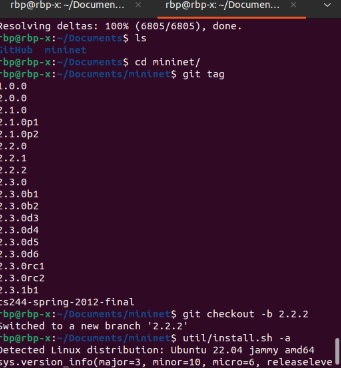 rbp@rbp-x: ~/Documen... × rbp@rbp-x: ~/Documen... ×
Resolving deltas: 100% (6805/6805), done.
rbp@rbp-x:~/Documents$ ls
GitHub mininet
rbp@rbp-x:~/Documents$ cd mininet/
rbp@rbp-x:~/Documents/mininet$ git tag
1.0.0
2.0.0
2.1.0
2.1.0p1
2.1.0p2
2.2.0
2.2.1
2.2.2
2.3.0
2.3.0b1
2.3.0b2
2.3.0d3
2.3.0d4
2.3.0d5
2.3.0d6
2.3.0rc1
2.3.0rc2
2.3.1b1
cs244-spring-2012-final
rbp@rbp-x:~/Documents/mininet$ git checkout -b 2.2.2
Switched to a new branch '2.2.2'
rbp@rbp-x:~/Documents/mininet$ util/install.sh -a
Detected Linux distribution: Ubuntu 22.04 jammy amd64
sys.version_info(major=3, minor=10, micro=6, releaseleve